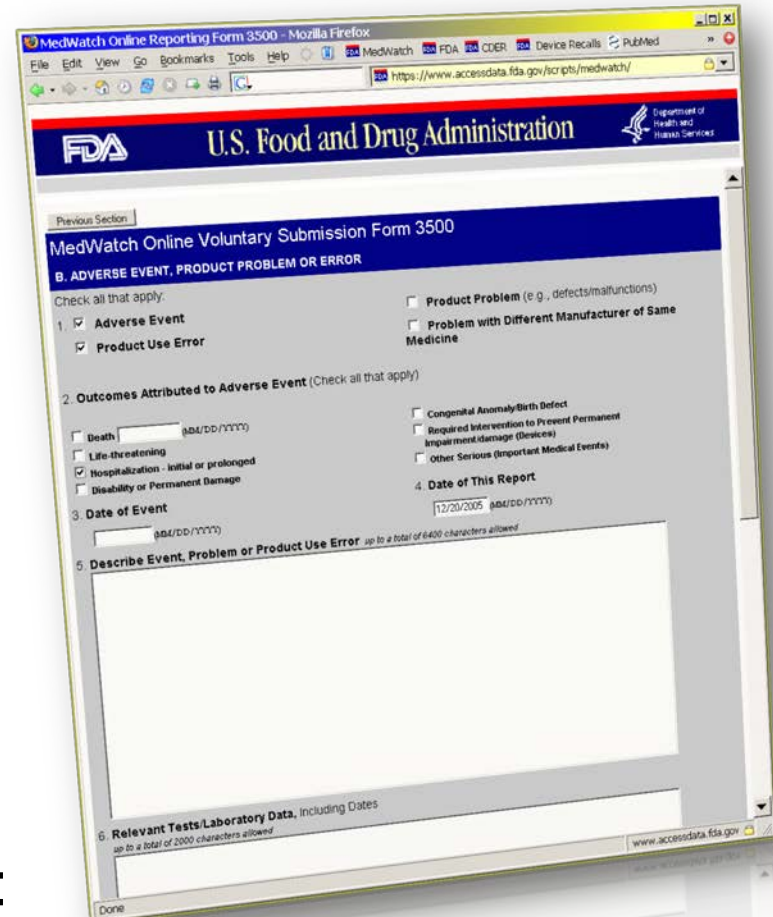 MedWatch Online Reporting Form 3500 - Mozilla Firefox
File Edit View Go Bookmarks Tools Help MedWatch FDA CDER Device Recalls PubMed »
https://www.accessdata.fda.gov/scripts/medwatch/
FDA U.S. Food and Drug Administration
Department of
Health and
Human Services
Previous Section
MedWatch Online Voluntary Submission Form 3500
B. ADVERSE EVENT, PRODUCT PROBLEM OR ERROR
Check all that apply:
1. Adverse Event
Product Use Error
Product Problem (e.g., defects/malfunctions)
Problem with Different Manufacturer of Same
Medicine
2. Outcomes Attributed to Adverse Event (Check all that apply)
Death (MM/DD/YYYY)
Life-threatening
Hospitalization - initial or prolonged
Disability or Permanent Damage
Congenital Anomaly/Birth Defect
Required Intervention to Prevent Permanent
Impairment/damage (Devices)
Other Serious (Important Medical Events)
3. Date of Event
(MM/DD/YYYY)
4. Date of This Report
12/20/2005 (MM/DD/YYYY)
5. Describe Event, Problem or Product Use Error up to a total of 6400 characters allowed
6. Relevant Tests/Laboratory Data, Including Dates
up to a total of 2000 characters allowed
www.accessdata.fda.gov
Done
: